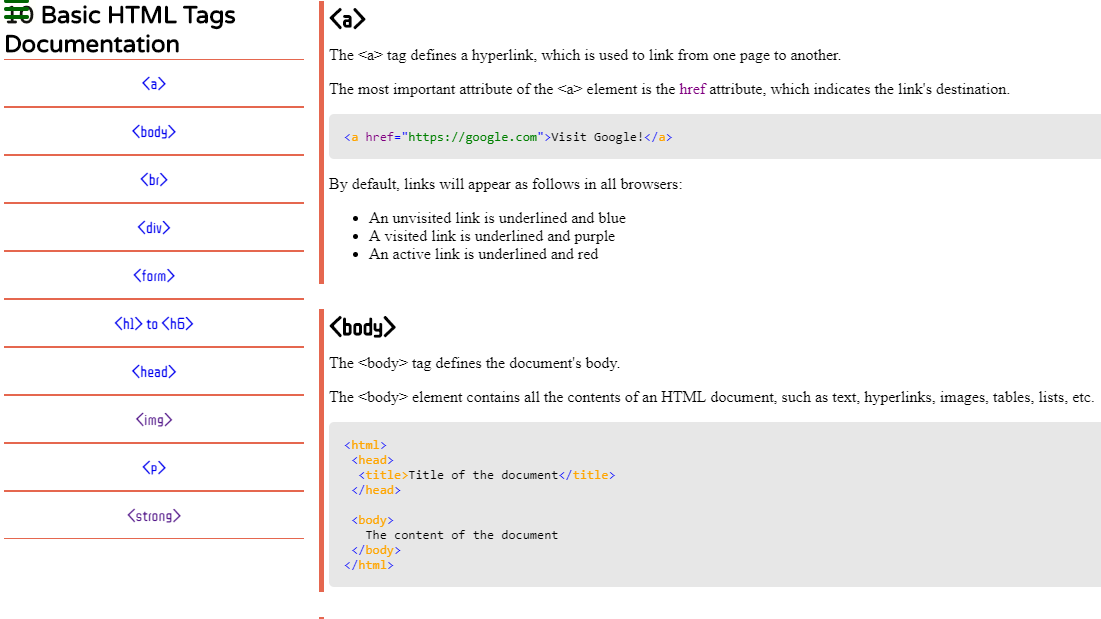 10 Basic HTML Tags
Documentation
<a>
<body>
<br>
<div>
<form>
<h1> to <h6>
<head>
<img>
<p>
<strong>
<a>
The <a> tag defines a hyperlink, which is used to link from one page to another.
The most important attribute of the <a> element is the href attribute, which indicates the link's destination.
<a href="https://google.com">Visit Google!</a>
By default, links will appear as follows in all browsers:
• An unvisited link is underlined and blue
• A visited link is underlined and purple
• An active link is underlined and red
<body>
The <body> tag defines the document's body.
The <body> element contains all the contents of an HTML document, such as text, hyperlinks, images, tables, lists, etc.
<html>
<head>
<title>Title of the document</title>
</head>
<body>
The content of the document
</body>
</html>